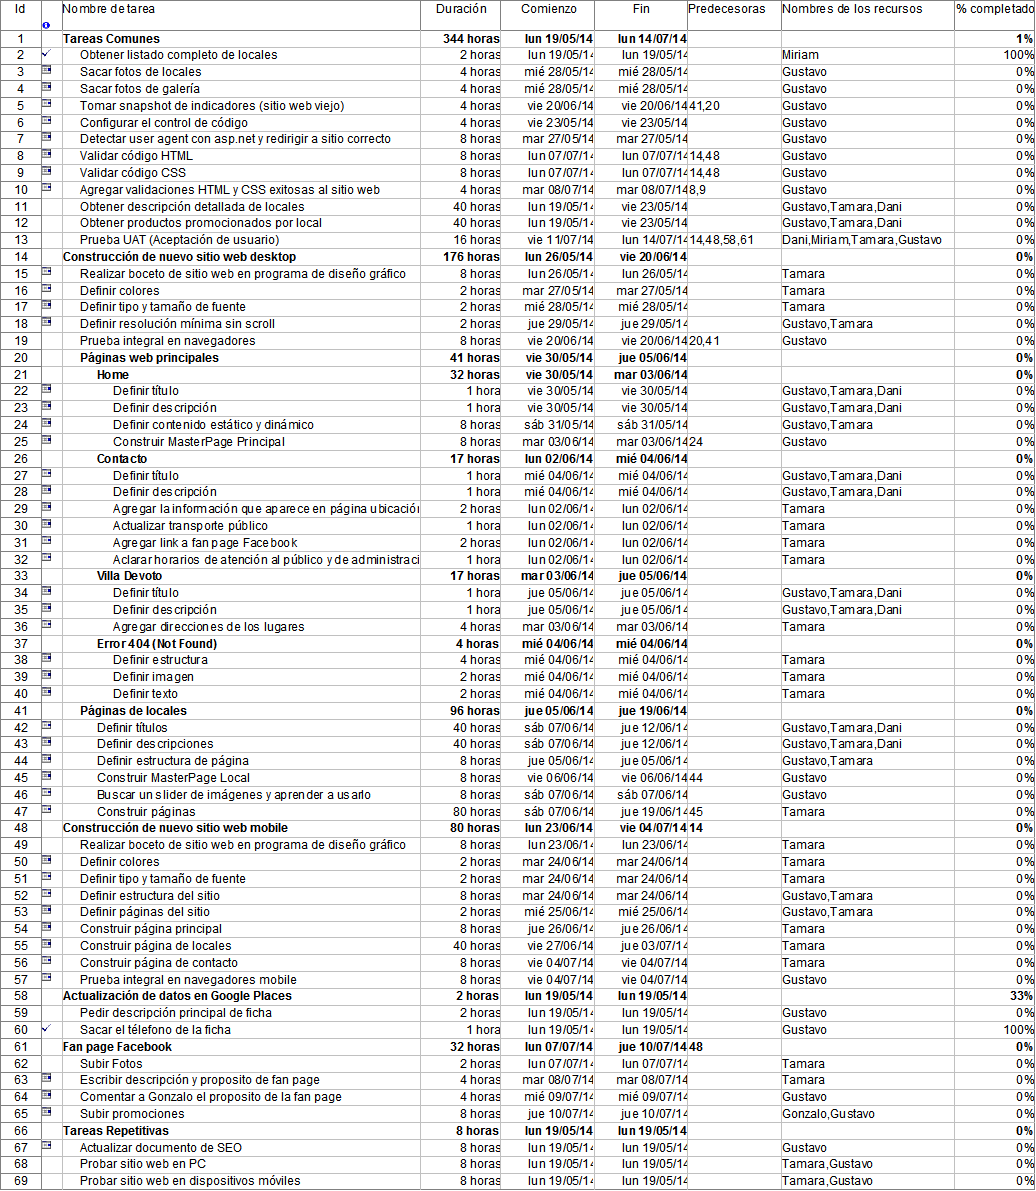 Id Nombre de tarea Duración Comienzo Fin Predecesoras Nombres de los recursos % completado
1 Tareas Comunes 344 horas lun 19/05/14 lun 14/07/14 1%
2 Obtener listado completo de locales 2 horas lun 19/05/14 lun 19/05/14 Miriam 100%
3 Sacar fotos de locales 4 horas mié 28/05/14 mié 28/05/14 Gustavo 0%
4 Sacar fotos de galería 4 horas mié 28/05/14 mié 28/05/14 Gustavo 0%
5 Tomar snapshot de indicadores (sitio web viejo) 4 horas vie 20/06/14 vie 20/06/14 41,20 Gustavo 0%
6 Configurar el control de código 4 horas vie 23/05/14 vie 23/05/14 Gustavo 0%
7 Detectar user agent con asp.net y redirigir a sitio correcto 8 horas mar 27/05/14 mar 27/05/14 Gustavo 0%
8 Validar código HTML 8 horas lun 07/07/14 lun 07/07/14 14,48 Gustavo 0%
9 Validar código CSS 8 horas lun 07/07/14 lun 07/07/14 14,48 Gustavo 0%
10 Agregar validaciones HTML y CSS exitosas al sitio web 4 horas mar 08/07/14 mar 08/07/14 8,9 Gustavo 0%
11 Obtener descripción detallada de locales 40 horas lun 19/05/14 vie 23/05/14 Gustavo,Tamara,Dani 0%
12 Obtener productos promocionados por local 40 horas lun 19/05/14 vie 23/05/14 Gustavo,Tamara,Dani 0%
13 Prueba UAT (Aceptación de usuario) 16 horas vie 11/07/14 lun 14/07/14 14,48,58,61 Dani,Miriam,Tamara,Gustavo 0%
14 Construcción de nuevo sitio web desktop 176 horas lun 26/05/14 vie 20/06/14 0%
15 Realizar boceto de sitio web en programa de diseño gráfico 8 horas lun 26/05/14 lun 26/05/14 Tamara 0%
16 Definir colores 2 horas mar 27/05/14 mar 27/05/14 Tamara 0%
17 Definir tipo y tamaño de fuente 2 horas mié 28/05/14 mié 28/05/14 Tamara 0%
18 Definir resolución mínima sin scroll 2 horas jue 29/05/14 jue 29/05/14 Gustavo,Tamara 0%
19 Prueba integral en navegadores 8 horas vie 20/06/14 vie 20/06/14 20,41 Gustavo 0%
20 Páginas web principales 41 horas vie 30/05/14 jue 05/06/14 0%
21 Home 32 horas vie 30/05/14 mar 03/06/14 0%
22 Definir título 1 hora vie 30/05/14 vie 30/05/14 Gustavo,Tamara,Dani 0%
23 Definir descripción 1 hora vie 30/05/14 vie 30/05/14 Gustavo,Tamara,Dani 0%
24 Definir contenido estático y dinámico 8 horas sáb 31/05/14 sáb 31/05/14 Gustavo,Tamara 0%
25 Construir MasterPage Principal 8 horas mar 03/06/14 mar 03/06/14 24 Gustavo 0%
26 Contacto 17 horas lun 02/06/14 mié 04/06/14 0%
27 Definir título 1 hora mié 04/06/14 mié 04/06/14 Gustavo,Tamara,Dani 0%
28 Definir descripción 1 hora mié 04/06/14 mié 04/06/14 Gustavo,Tamara,Dani 0%
29 Agregar la información que aparece en página ubicación 2 horas lun 02/06/14 lun 02/06/14 Tamara 0%
30 Actualizar transporte público 1 hora lun 02/06/14 lun 02/06/14 Tamara 0%
31 Agregar link a fan page Facebook 2 horas lun 02/06/14 lun 02/06/14 Tamara 0%
32 Aclarar horarios de atención al público y de administraci 1 hora lun 02/06/14 lun 02/06/14 Tamara 0%
33 Villa Devoto 17 horas mar 03/06/14 jue 05/06/14 0%
34 Definir título 1 hora jue 05/06/14 jue 05/06/14 Gustavo,Tamara,Dani 0%
35 Definir descripción 1 hora jue 05/06/14 jue 05/06/14 Gustavo,Tamara,Dani 0%
36 Agregar direcciones de los lugares 4 horas mar 03/06/14 mar 03/06/14 Tamara 0%
37 Error 404 (Not Found) 4 horas mié 04/06/14 mié 04/06/14 0%
38 Definir estructura 4 horas mié 04/06/14 mié 04/06/14 Tamara 0%
39 Definir imagen 2 horas mié 04/06/14 mié 04/06/14 Tamara 0%
40 Definir texto 2 horas mié 04/06/14 mié 04/06/14 Tamara 0%
41 Páginas de locales 96 horas jue 05/06/14 jue 19/06/14 0%
42 Definir títulos 40 horas sáb 07/06/14 jue 12/06/14 Gustavo,Tamara,Dani 0%
43 Definir descripciones 40 horas sáb 07/06/14 jue 12/06/14 Gustavo,Tamara,Dani 0%
44 Definir estructura de página 8 horas jue 05/06/14 jue 05/06/14 Gustavo,Tamara 0%
45 Construir MasterPage Local 8 horas vie 06/06/14 vie 06/06/14 44 Gustavo 0%
46 Buscar un slider de imágenes y aprender a usarlo 8 horas sáb 07/06/14 sáb 07/06/14 Gustavo 0%
47 Construir páginas 80 horas sáb 07/06/14 jue 19/06/14 45 Tamara 0%
48 Construcción de nuevo sitio web mobile 80 horas lun 23/06/14 vie 04/07/14 14 0%
49 Realizar boceto de sitio web en programa de diseño gráfico 8 horas lun 23/06/14 lun 23/06/14 Tamara 0%
50 Definir colores 2 horas mar 24/06/14 mar 24/06/14 Tamara 0%
51 Definir tipo y tamaño de fuente 2 horas mar 24/06/14 mar 24/06/14 Tamara 0%
52 Definir estructura del sitio 8 horas mar 24/06/14 mar 24/06/14 Gustavo,Tamara 0%
53 Definir páginas del sitio 2 horas mié 25/06/14 mié 25/06/14 Gustavo,Tamara 0%
54 Construir página principal 8 horas jue 26/06/14 jue 26/06/14 Tamara 0%
55 Construir página de locales 40 horas vie 27/06/14 jue 03/07/14 Tamara 0%
56 Construir página de contacto 8 horas vie 04/07/14 vie 04/07/14 Tamara 0%
57 Prueba integral en navegadores mobile 8 horas vie 04/07/14 vie 04/07/14 Gustavo 0%
58 Actualización de datos en Google Places 2 horas lun 19/05/14 lun 19/05/14 33%
59 Pedir descripción principal de ficha 2 horas lun 19/05/14 lun 19/05/14 Gustavo 0%
60 Sacar el télefono de la ficha 1 hora lun 19/05/14 lun 19/05/14 Gustavo 100%
61 Fan page Facebook 32 horas lun 07/07/14 jue 10/07/14 48 0%
62 Subir Fotos 2 horas lun 07/07/14 lun 07/07/14 Tamara 0%
63 Escribir descripción y proposito de fan page 4 horas mar 08/07/14 mar 08/07/14 Tamara 0%
64 Comentar a Gonzalo el proposito de la fan page 4 horas mié 09/07/14 mié 09/07/14 Gustavo 0%
65 Subir promociones 8 horas jue 10/07/14 jue 10/07/14 Gonzalo,Gustavo 0%
66 Tareas Repetitivas 8 horas lun 19/05/14 lun 19/05/14 0%
67 Actualizar documento de SEO 8 horas lun 19/05/14 lun 19/05/14 Gustavo 0%
68 Probar sitio web en PC 8 horas lun 19/05/14 lun 19/05/14 Tamara,Gustavo 0%
69 Probar sitio web en dispositivos móviles 8 horas lun 19/05/14 lun 19/05/14 Tamara,Gustavo 0%